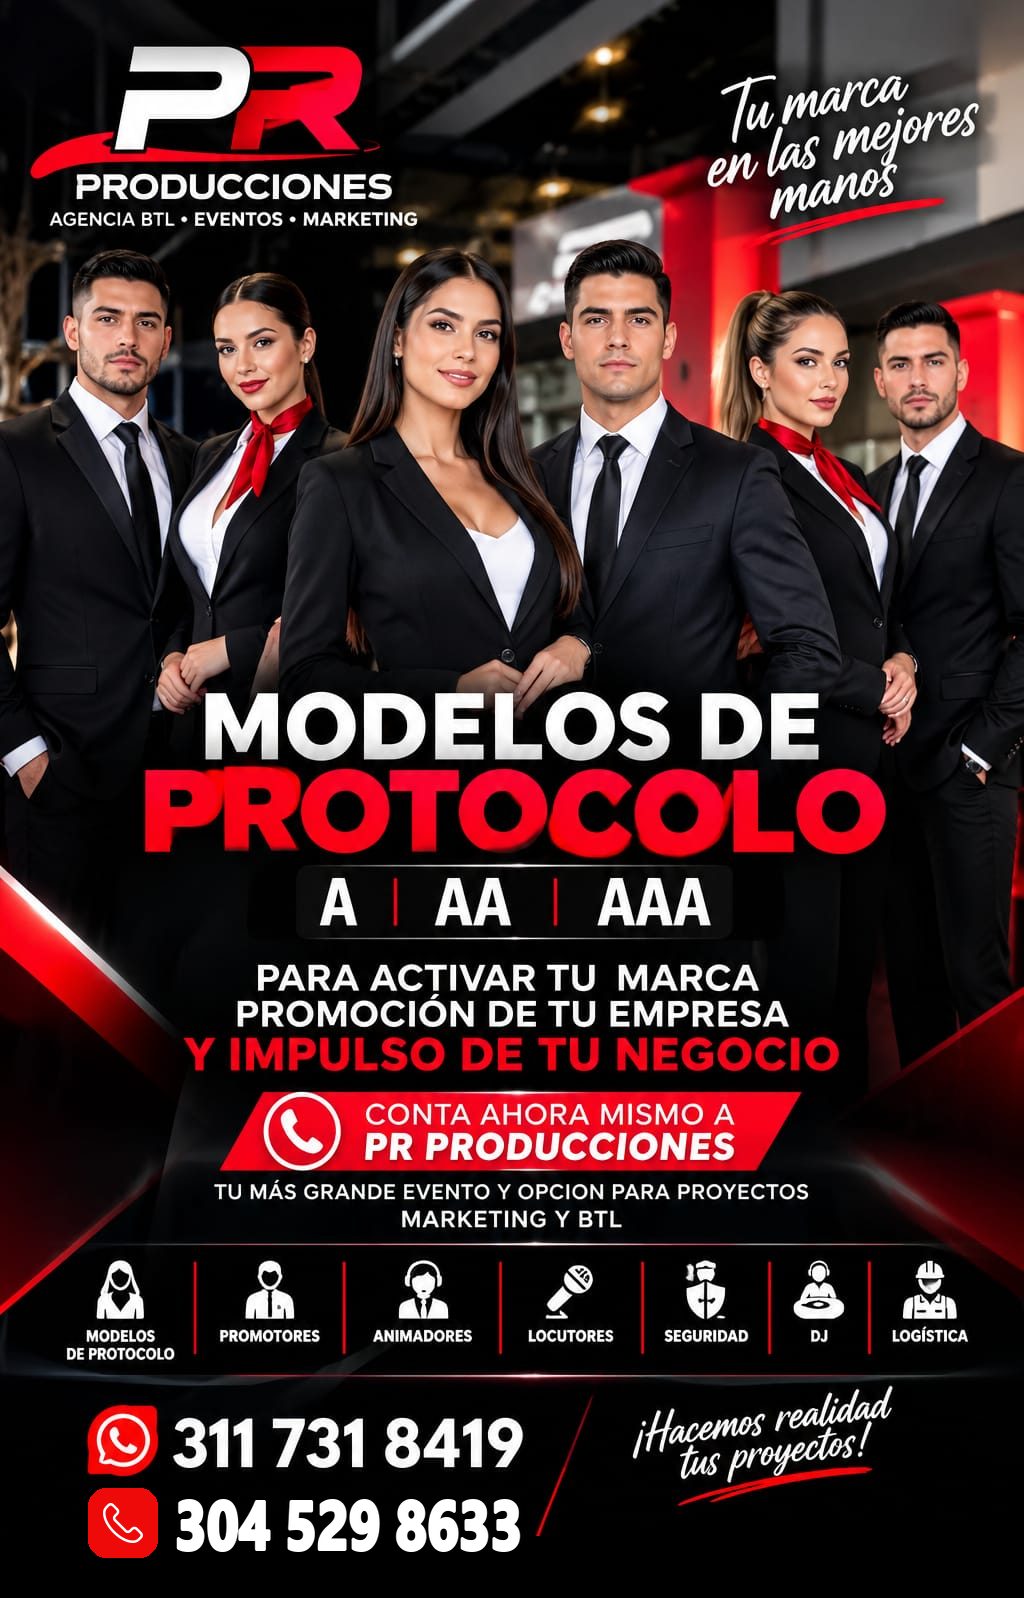 PR
PRODUCCIONES
AGENCIA BTL • EVENTOS • MARKETING
Tu marca
en las mejores
manos
MODELOS DE
PROTOCOLO
A | AA | AAA
PARA ACTIVAR TU MARCA
PROMOCIÓN DE TU EMPRESA
Y IMPULSO DE TU NEGOCIO
CONTA AHORA MISMO A
PR PRODUCCIONES
TU MÁS GRANDE EVENTO Y OPCION PARA PROYECTOS
MARKETING Y BTL
MODELOS
DE PROTOCOLO
PROMOTORES
ANIMADORES
LOCUTORES
SEGURIDAD
DJ
LOGÍSTICA
311 731 8419
304 529 8633
¡Hacemos realidad
tus proyectos!